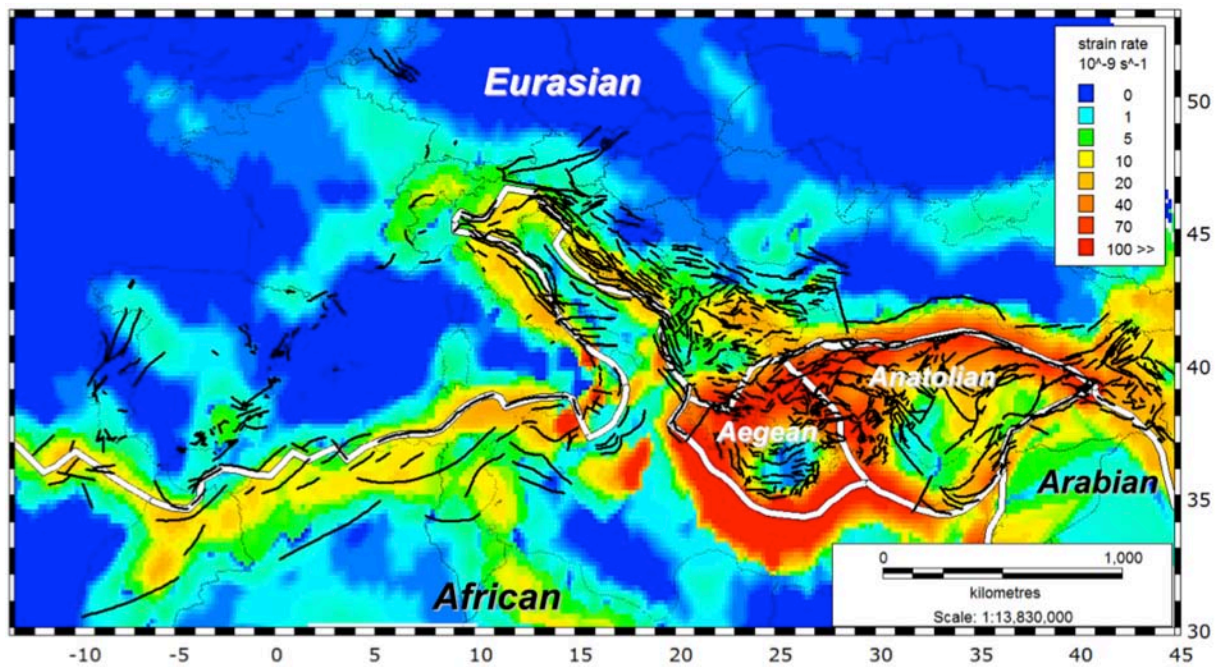 Eurasian
strain rate
10^-9 s^-1
0
1
5
10
20
40
70
100 >>
50
45
40
35
30
Anatolian
Aegean
Arabian
African
0 1,000
kilometres
Scale: 1:13,830,000
-10 -5 0 5 10 15 20 25 30 35 40 45